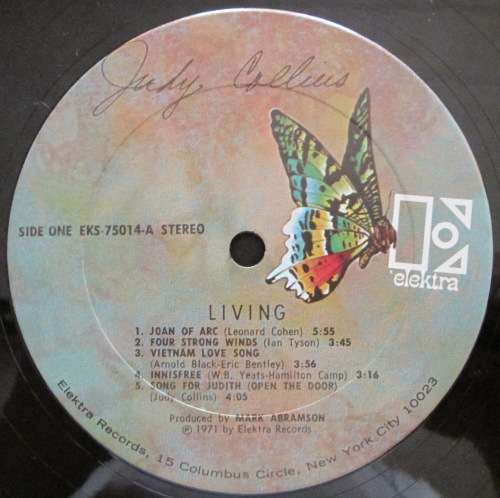 Judy Collins
SIDE ONE EKS-75014-A STEREO
elektra
LIVING
1. JOAN OF ARC (Leonard Cohen) 5:55
2. FOUR STRONG WINDS (Ian Tyson) 3:45
3. VIETNAM LOVE SONG
(Arnold Black-Eric Bentley) 3:56
4. INNISFREE (W.B. Yeats-Hamilton Camp) 3:16
5. SONG FOR JUDITH (OPEN THE DOOR)
(Judy Collins) 4:05
Produced by MARK ABRAMSON
℗ 1971 by Elektra Records
Elektra Records, 15 Columbus Circle, New York City 10023